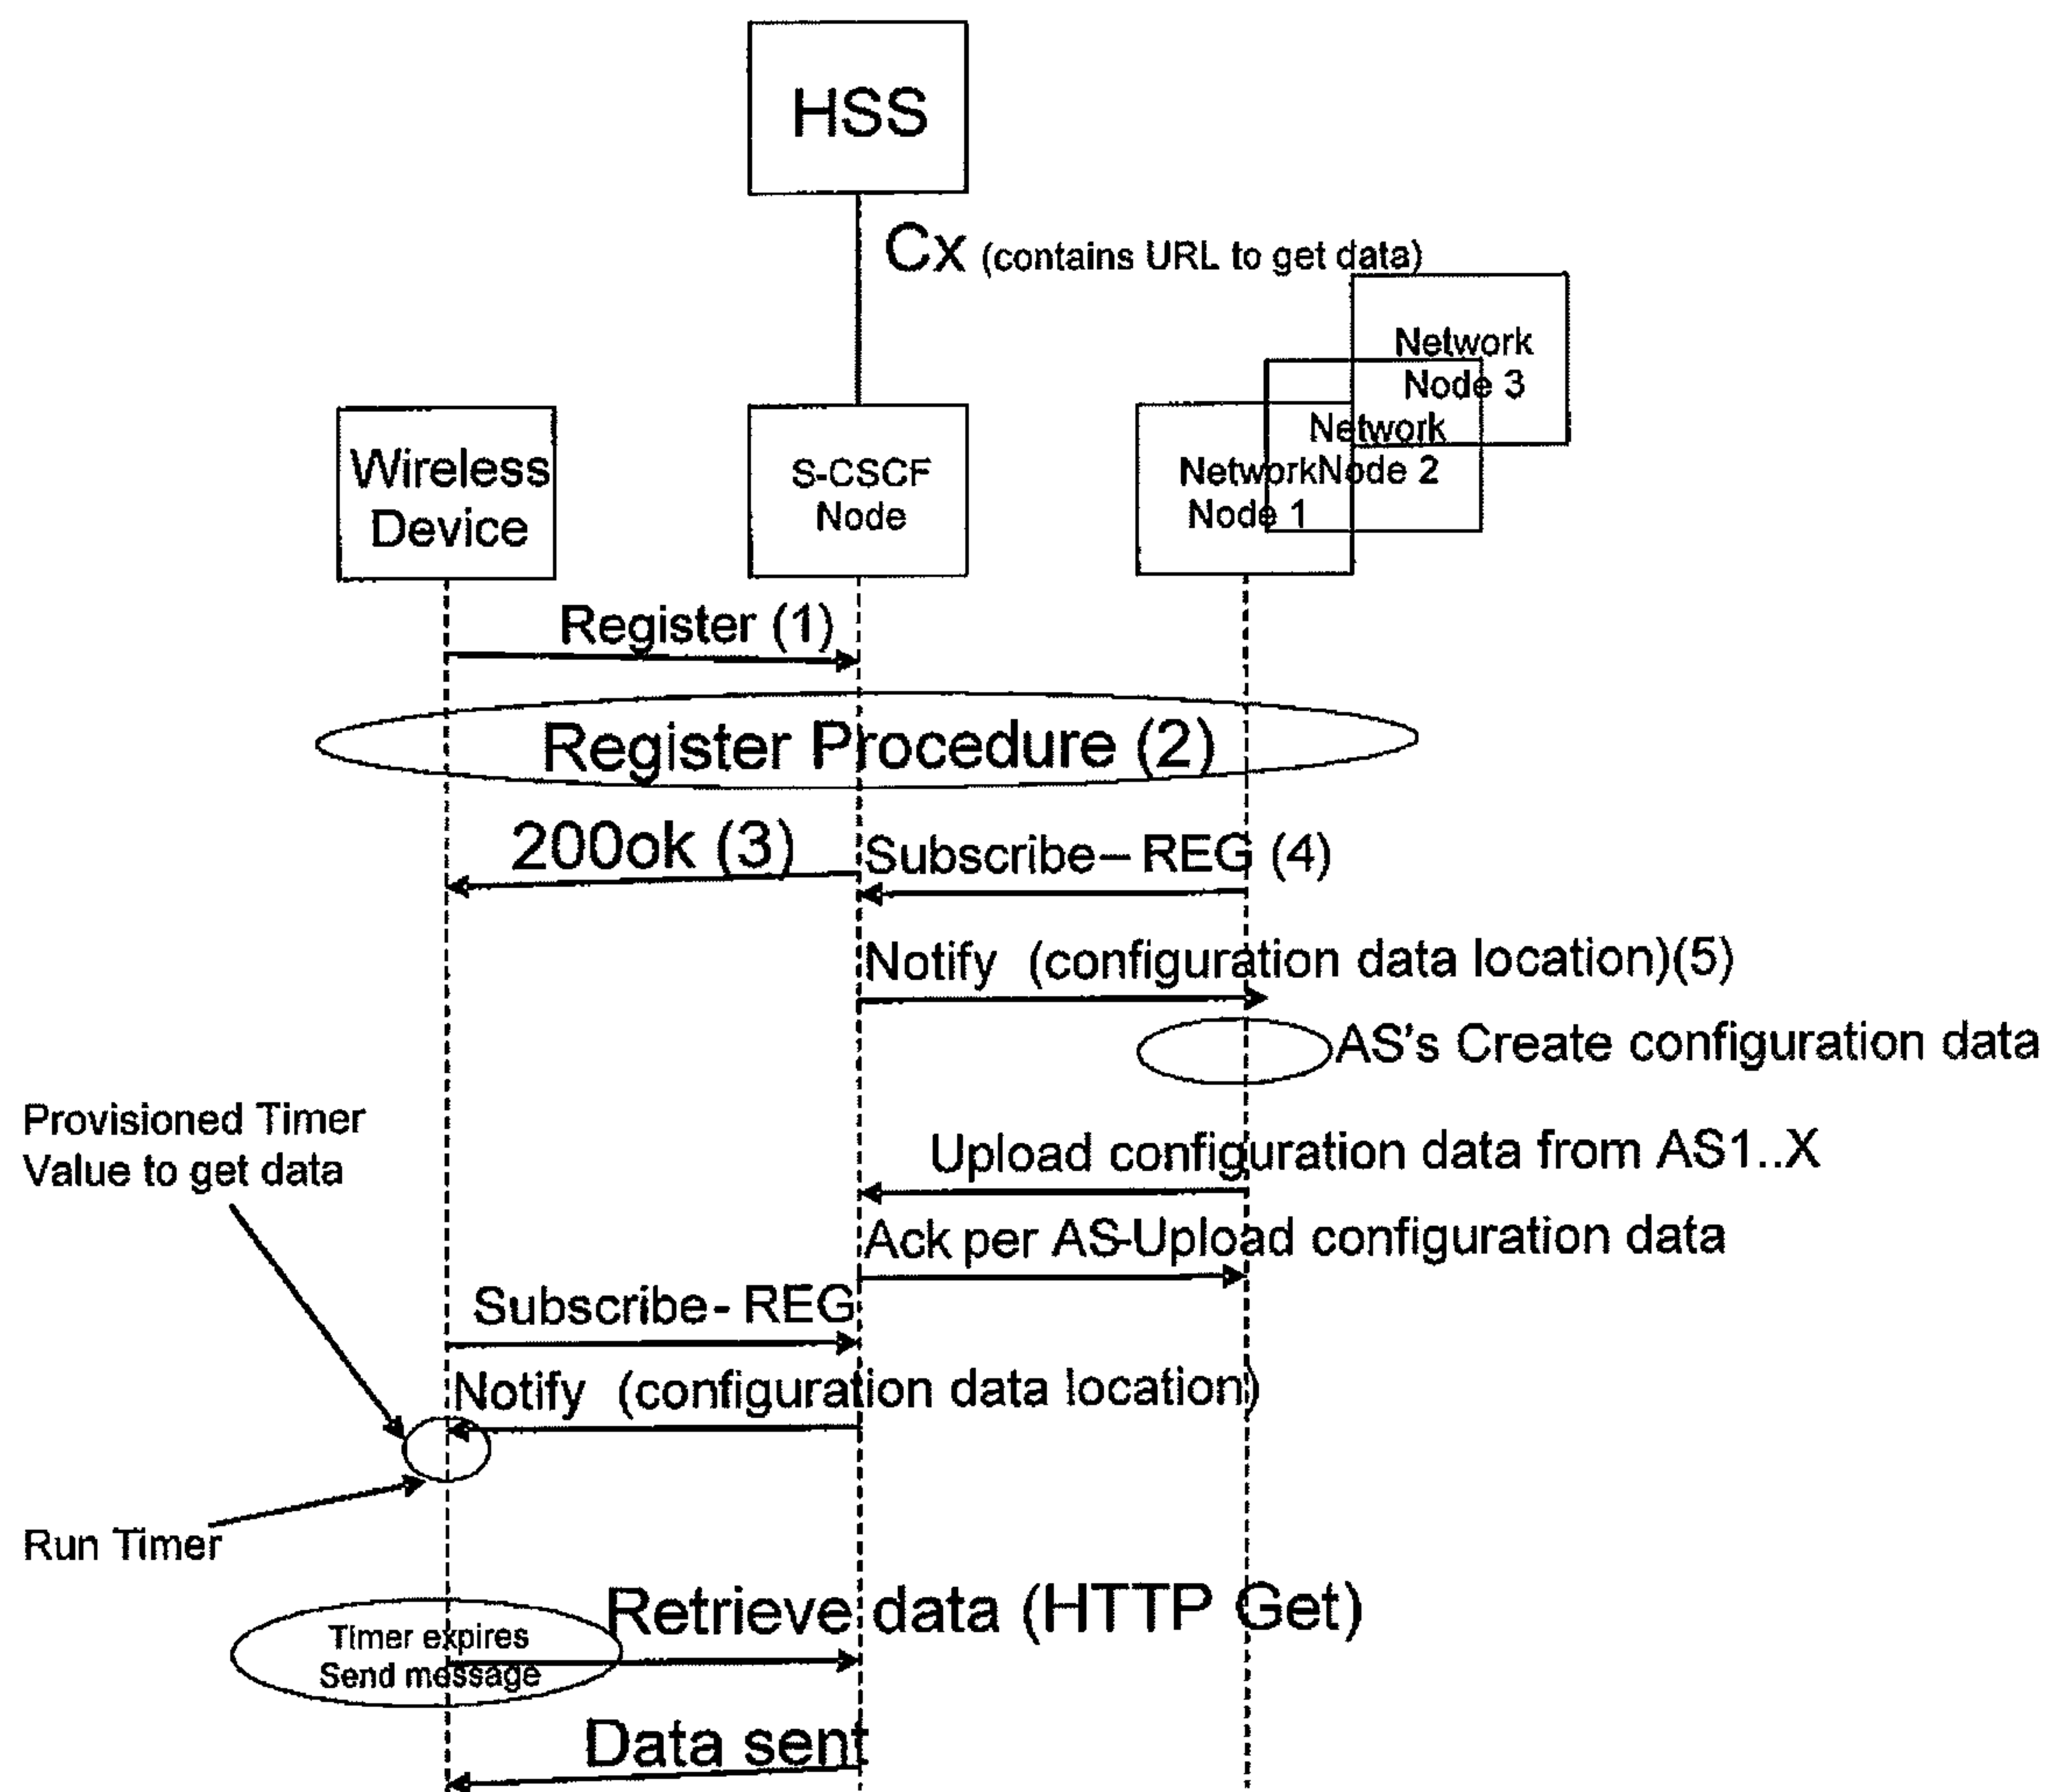 HSS
Cx (contains URL to get data)
Network
Node 3
Network
Node 2
Network
Node 1
Wireless
Device
S-CSCF
Node
Register (1)
Register Procedure (2)
200ok (3)
Subscribe – REG (4)
Notify (configuration data location)(5)
AS's Create configuration data
Provisioned Timer
Value to get data
Upload configuration data from AS1..X
Ack per AS-Upload configuration data
Subscribe - REG
Notify (configuration data location)
Run Timer
Retrieve data (HTTP Get)
Timer expires
Send message
Data sent